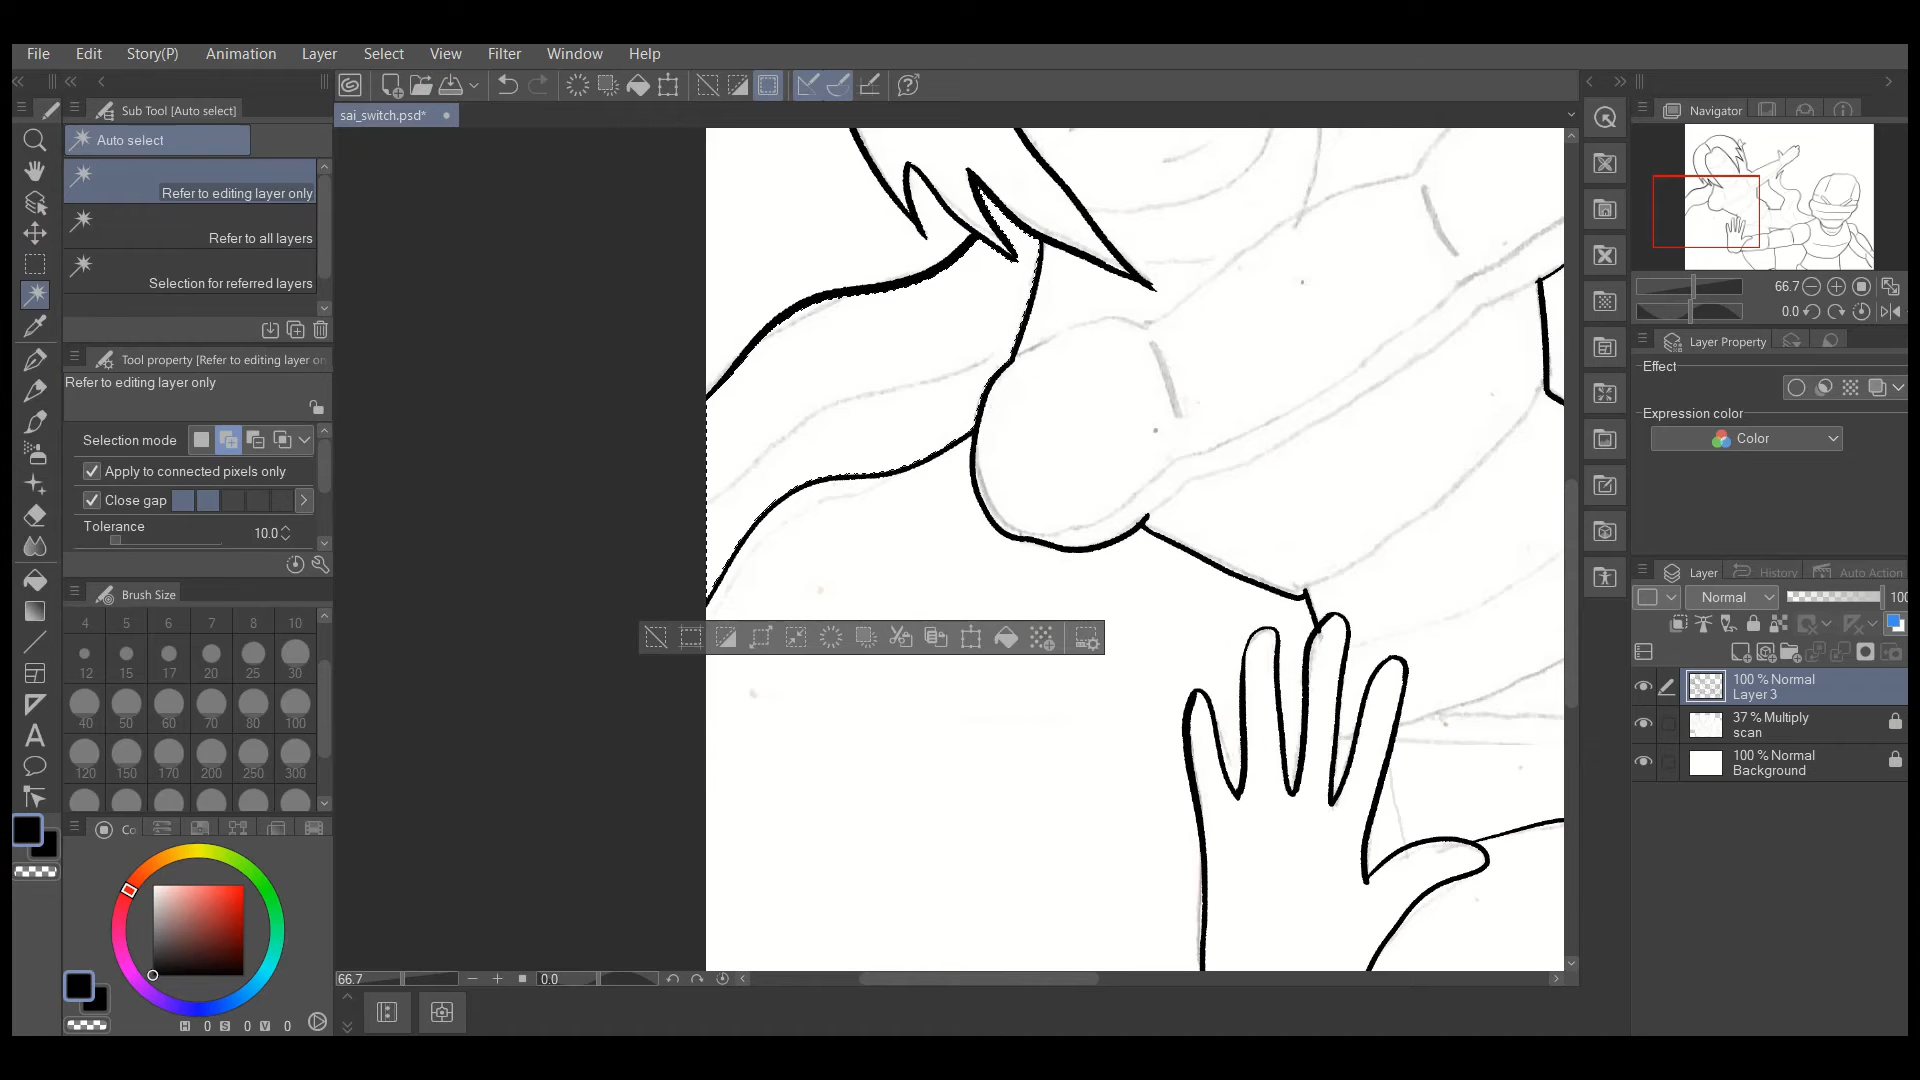 File Edit Story(P) Animation Layer Select View Filter Window Help
Sub Tool [Auto select]
Auto select
Refer to editing layer only
Refer to all layers
Selection for referred layers
Tool property [Refer to editing layer on
Refer to editing layer only
Selection mode
Apply to connected pixels only
Close gap
Tolerance 10.0
Brush Size
4 5 6 7 8 10
12 15 17 20 25 30
40 50 60 70 80 100
120 150 170 200 250 300
Co
H 0 S 0 V 0
sai_switch.psd*
66.7 0.0
Navigator
66.7
0.0
Layer Property
Effect
Expression color
Color
Layer History Auto Action
Normal 100
100 % Normal
Layer 3
37 % Multiply
scan
100 % Normal
Background